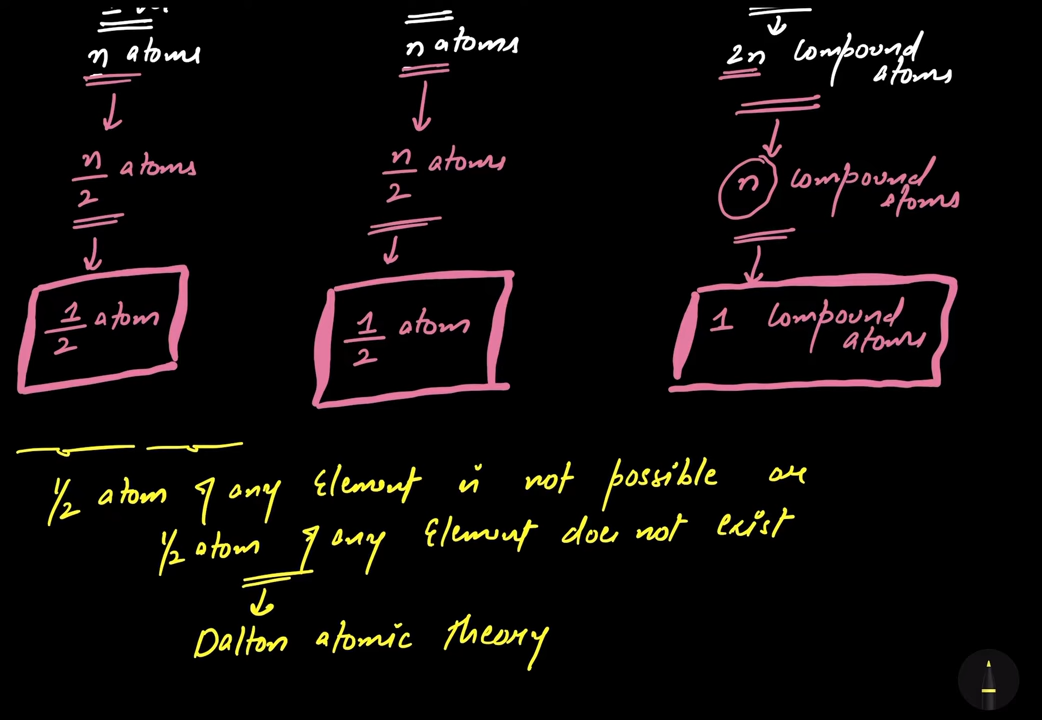 n atoms
n atoms
2n compound
atoms
n/2 atoms
n/2 atoms
n compound
atoms
1/2 atom
1/2 atom
1 compound
atoms
1/2 atom of any Element is not possible are
1/2 atom of any Element does not exist
Dalton atomic theory